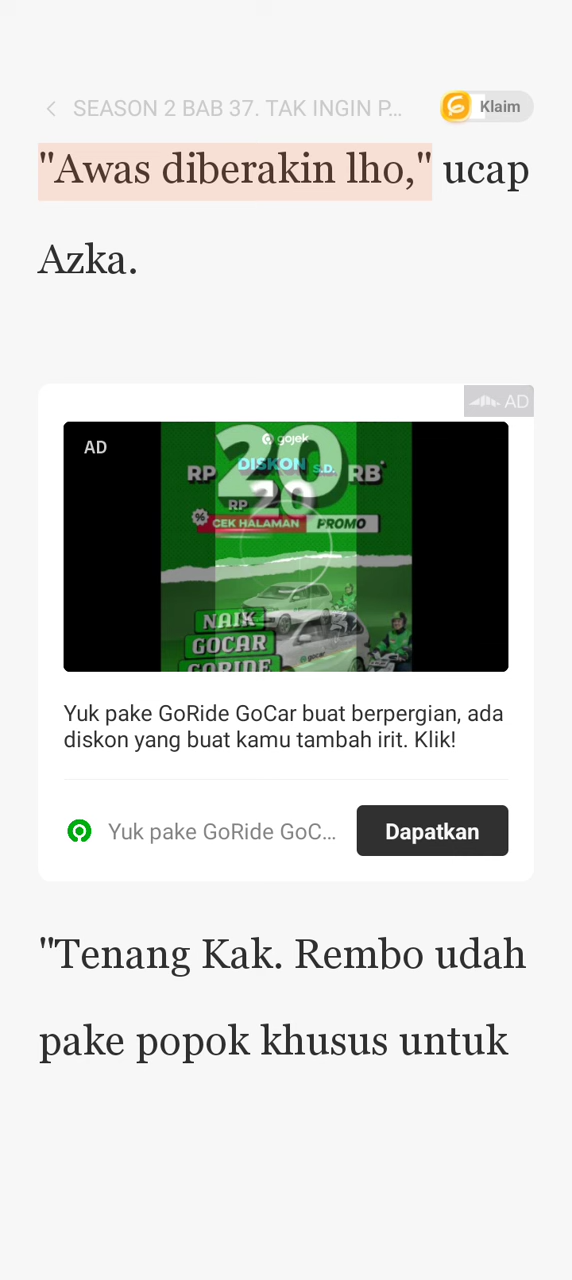 SEASON 2 BAB 37. TAK INGIN P...
Klaim
"Awas diberakin lho," ucap
Azka.
AD
AD
gojek
20
DISKON S.D.
RP RB
RP 20
% CEK HALAMAN PROMO
NAIK
GOCAR
GORIDE
Yuk pake GoRide GoCar buat berpergian, ada
diskon yang buat kamu tambah irit. Klik!
Yuk pake GoRide GoC...
Dapatkan
"Tenang Kak. Rembo udah
pake popok khusus untuk